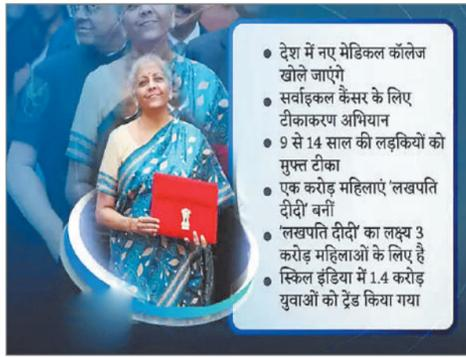 • देश में नए मेडिकल कॉलेज
खोले जाएंगे
• सर्वाइकल कैंसर के लिए
टीकाकरण अभियान
• 9 से 14 साल की लड़कियों को
मुफ्त टीका
• एक करोड़ महिलाएं 'लखपति
दीदी' बनीं
• 'लखपति दीदी' का लक्ष्य 3
करोड़ महिलाओं के लिए है
• स्किल इंडिया में 1.4 करोड़
युवाओं को ट्रेंड किया गया